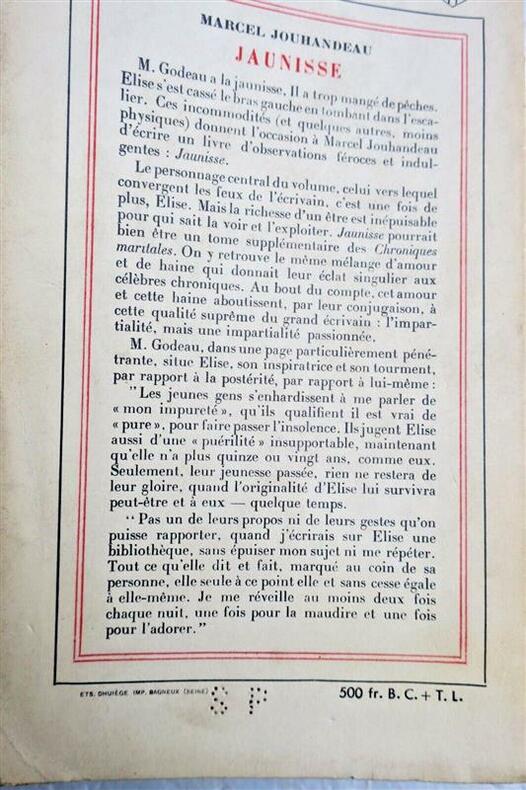 MARCEL JOUHANDEAU
JAUNISSE
M. Godeau a la jaunisse. Il a trop mangé de pêches.
Elise s'est cassé le bras gauche en tombant dans l'esca-
lier. Ces incommodités (et quelques autres, moins
physiques) donnent l'occasion à Marcel Jouhandeau
d'écrire un livre d'observations féroces et indul-
gentes : Jaunisse.
Le personnage central du volume, celui vers lequel
convergent les feux de l'écrivain, c'est une fois de
plus, Elise. Mais la richesse d'un être est inépuisable
pour qui sait la voir et l'exploiter. Jaunisse pourrait
bien être un tome supplémentaire des Chroniques
maritales. On y retrouve le même mélange d'amour
et de haine qui donnait leur éclat singulier aux
célèbres chroniques. Au bout du compte, cet amour
et cette haine aboutissent, par leur conjugaison, à
cette qualité suprême du grand écrivain : l'impar-
tialité, mais une impartialité passionnée.
M. Godeau, dans une page particulièrement péné-
trante, situe Elise, son inspiratrice et son tourment,
par rapport à la postérité, par rapport à lui-même :
"Les jeunes gens s'enhardissent à me parler de
« mon impureté », qu'ils qualifient il est vrai de
« pure », pour faire passer l'insolence. Ils jugent Elise
aussi d'une « puérilité » insupportable, maintenant
qu'elle n'a plus quinze ou vingt ans, comme eux.
Seulement, leur jeunesse passée, rien ne restera de
leur gloire, quand l'originalité d'Elise lui survivra
peut-être et à eux — quelque temps.
"Pas un de leurs propos ni de leurs gestes qu'on
puisse rapporter, quand j'écrirais sur Elise une
bibliothèque, sans épuiser mon sujet ni me répéter.
Tout ce qu'elle dit et fait, marqué au coin de sa
personne, elle seule à ce point elle et sans cesse égale
à elle-même. Je me réveille au moins deux fois
chaque nuit, une fois pour la maudire et une fois
pour l'adorer."
ETS. DHUIÈGE IMP. BAGNEUX (SEINE) S P 500 fr. B. C. + T. L.